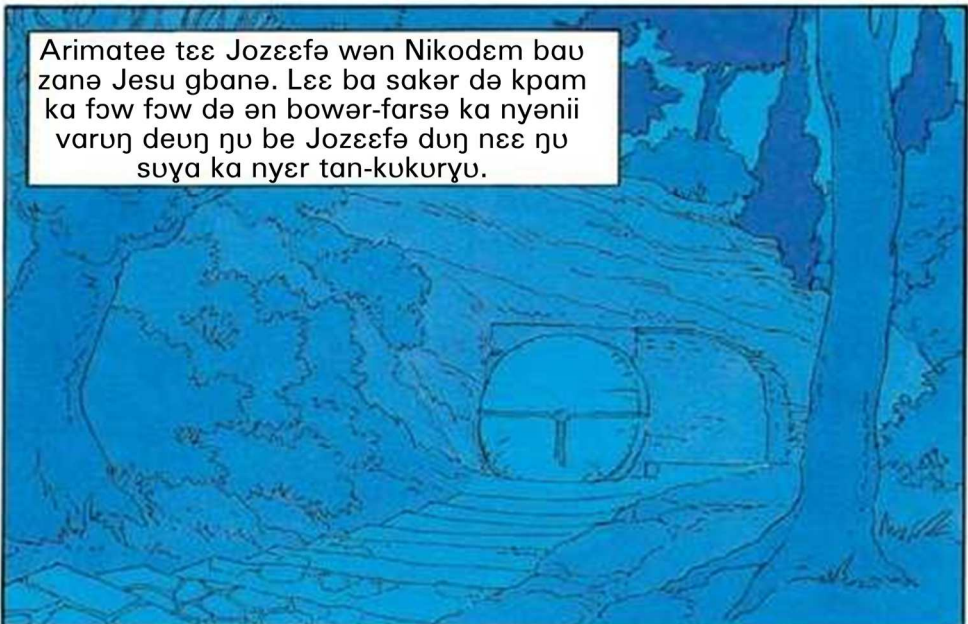 Arimatee tɛɛ Jozɛɛfə wən Nikodɛm baʋ
zanə Jesu gbanə. Lɛɛ ba sakər də kpam
ka fɔw fɔw də ən bowər-farsə ka nyənii
varʋŋ deʋŋ ŋʋ be Jozɛɛfə dʋŋ nɛɛ ŋʋ
sʋɣa ka nyɛr tan-kʋkʋrɣʋ.